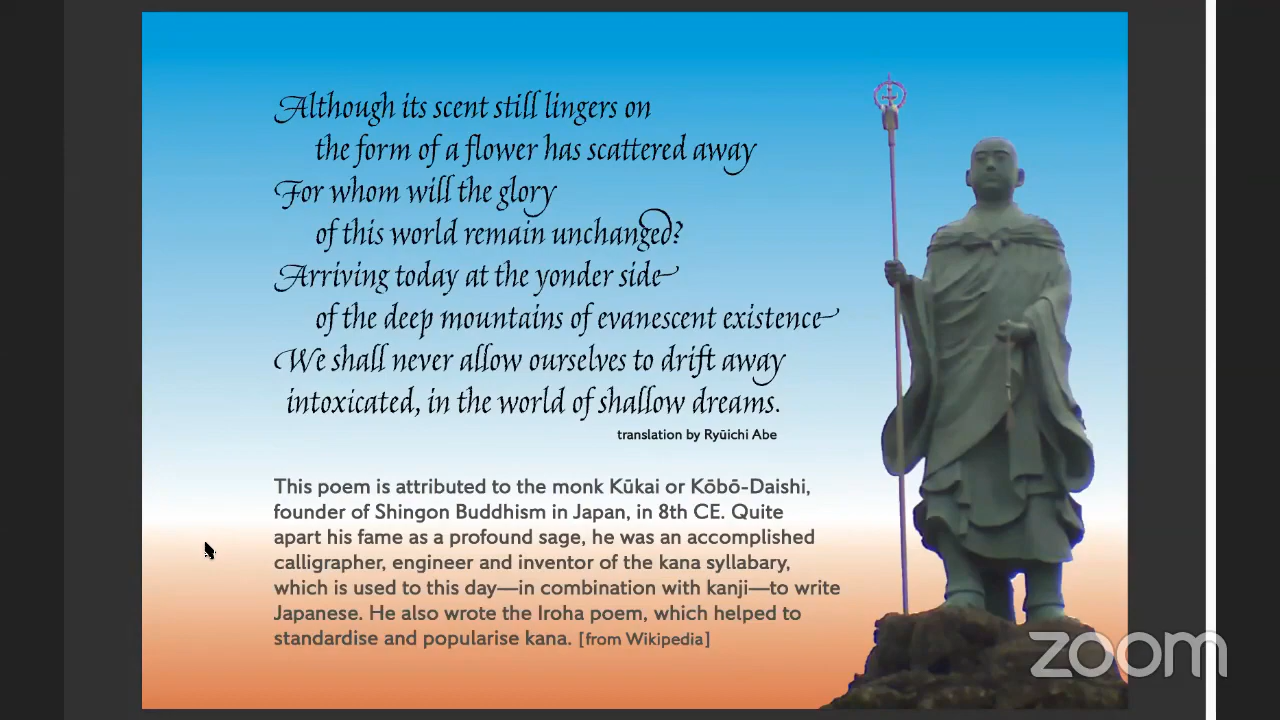 Although its scent still lingers on
the form of a flower has scattered away
For whom will the glory
of this world remain unchanged?
Arriving today at the yonder side
of the deep mountains of evanescent existence
We shall never allow ourselves to drift away
intoxicated, in the world of shallow dreams.
translation by Ryūichi Abe
This poem is attributed to the monk Kūkai or Kōbō-Daishi,
founder of Shingon Buddhism in Japan, in 8th CE. Quite
apart his fame as a profound sage, he was an accomplished
calligrapher, engineer and inventor of the kana syllabary,
which is used to this day—in combination with kanji—to write
Japanese. He also wrote the Iroha poem, which helped to
standardise and popularise kana. [from Wikipedia]
zoom